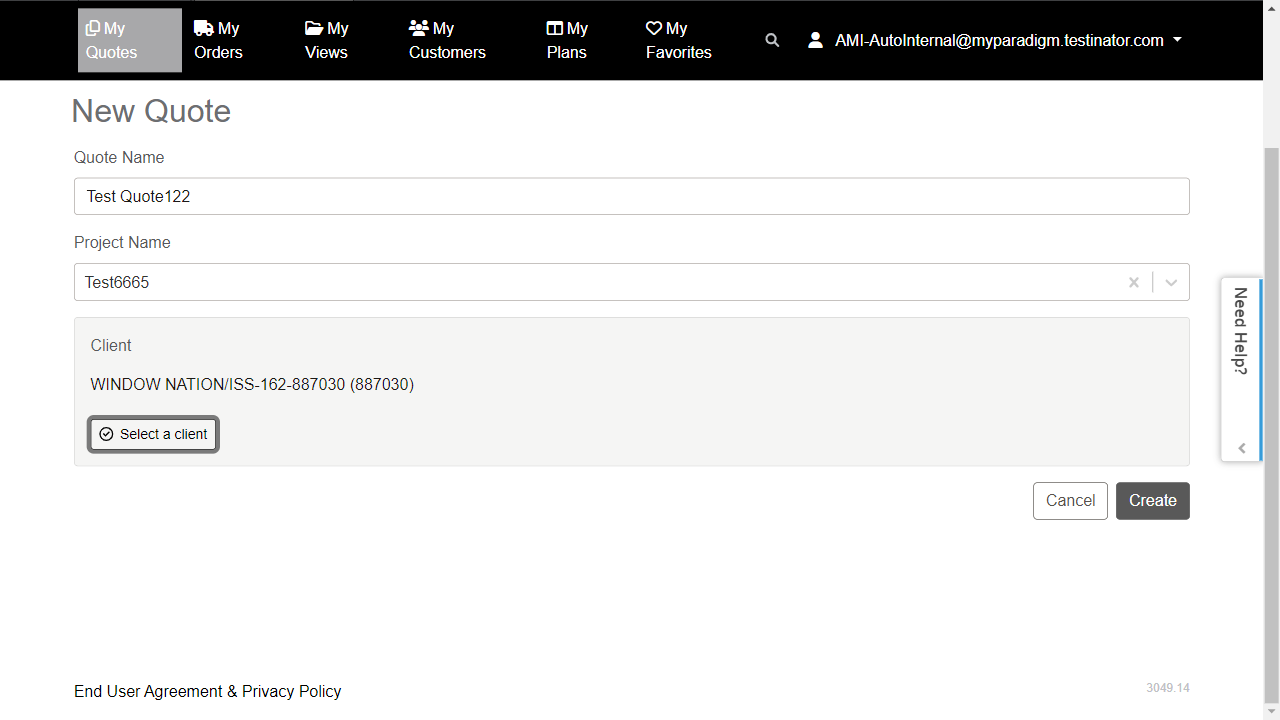 My Quotes
My Orders
My Views
My Customers
My Plans
My Favorites
AMI-AutoInternal@myparadigm.testinator.com
New Quote
Quote Name
Test Quote122
Project Name
Test6665
Client
WINDOW NATION/ISS-162-887030 (887030)
Select a client
Cancel
Create
Need Help?
End User Agreement & Privacy Policy
3049.14